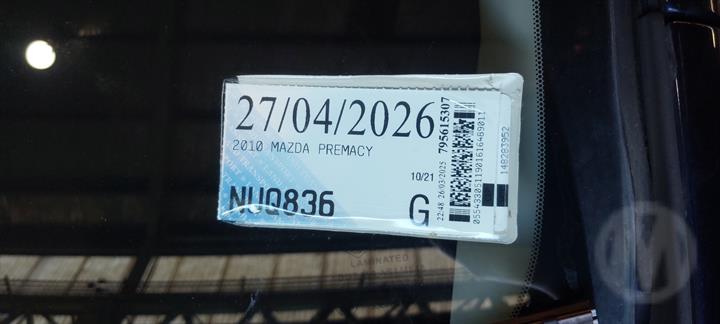 27/04/2026
2010 MAZDA PREMACY
10/21
NUQ836
G
22:48 26/03/2025
795615307
148283952
LAMINATED